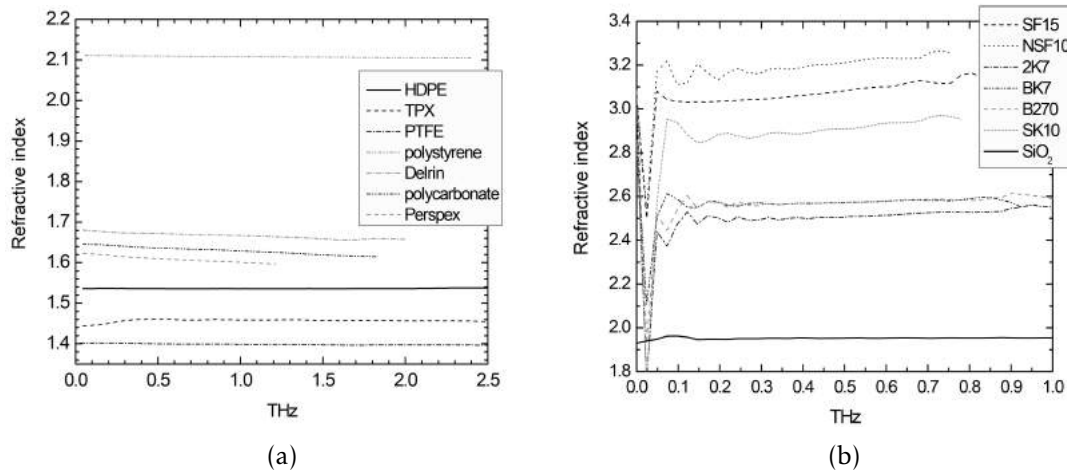 2.2
2.1
2.0
1.9
1.8
1.7
1.6
1.5
1.4
Refractive index
0.0 0.5 1.0 1.5 2.0 2.5
THz
HDPE
TPX
PTFE
polystyrene
Delrin
polycarbonate
Perspex
(a)
3.4
3.2
3.0
2.8
2.6
2.4
2.2
2.0
1.8
Refractive index
0.0 0.1 0.2 0.3 0.4 0.5 0.6 0.7 0.8 0.9 1.0
THz
SF15
NSF10
2K7
BK7
B270
SK10
SiO₂
(b)